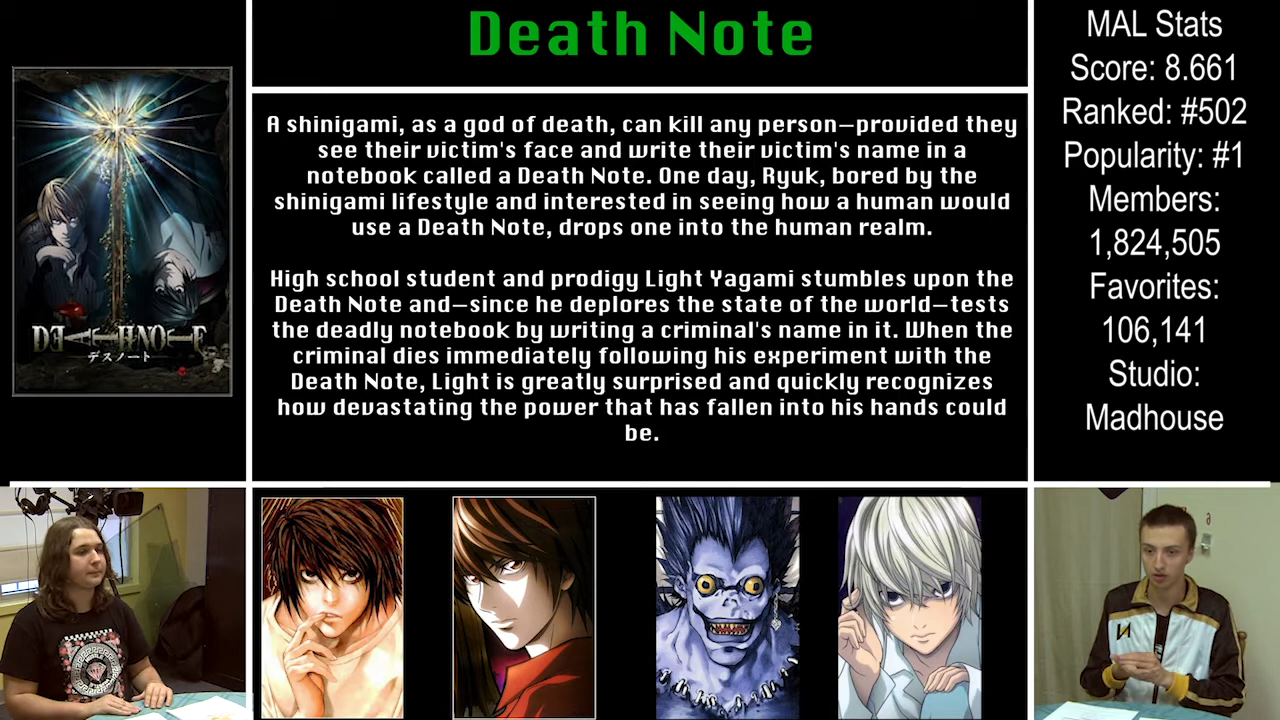 Death Note
A shinigami, as a god of death, can kill any person—provided they
see their victim's face and write their victim's name in a
notebook called a Death Note. One day, Ryuk, bored by the
shinigami lifestyle and interested in seeing how a human would
use a Death Note, drops one into the human realm.
High school student and prodigy Light Yagami stumbles upon the
Death Note and—since he deplores the state of the world—tests
the deadly notebook by writing a criminal's name in it. When the
criminal dies immediately following his experiment with the
Death Note, Light is greatly surprised and quickly recognizes
how devastating the power that has fallen into his hands could
be.
MAL Stats
Score: 8.661
Ranked: #502
Popularity: #1
Members:
1,824,505
Favorites:
106,141
Studio:
Madhouse
DEATH NOTE
デスノート